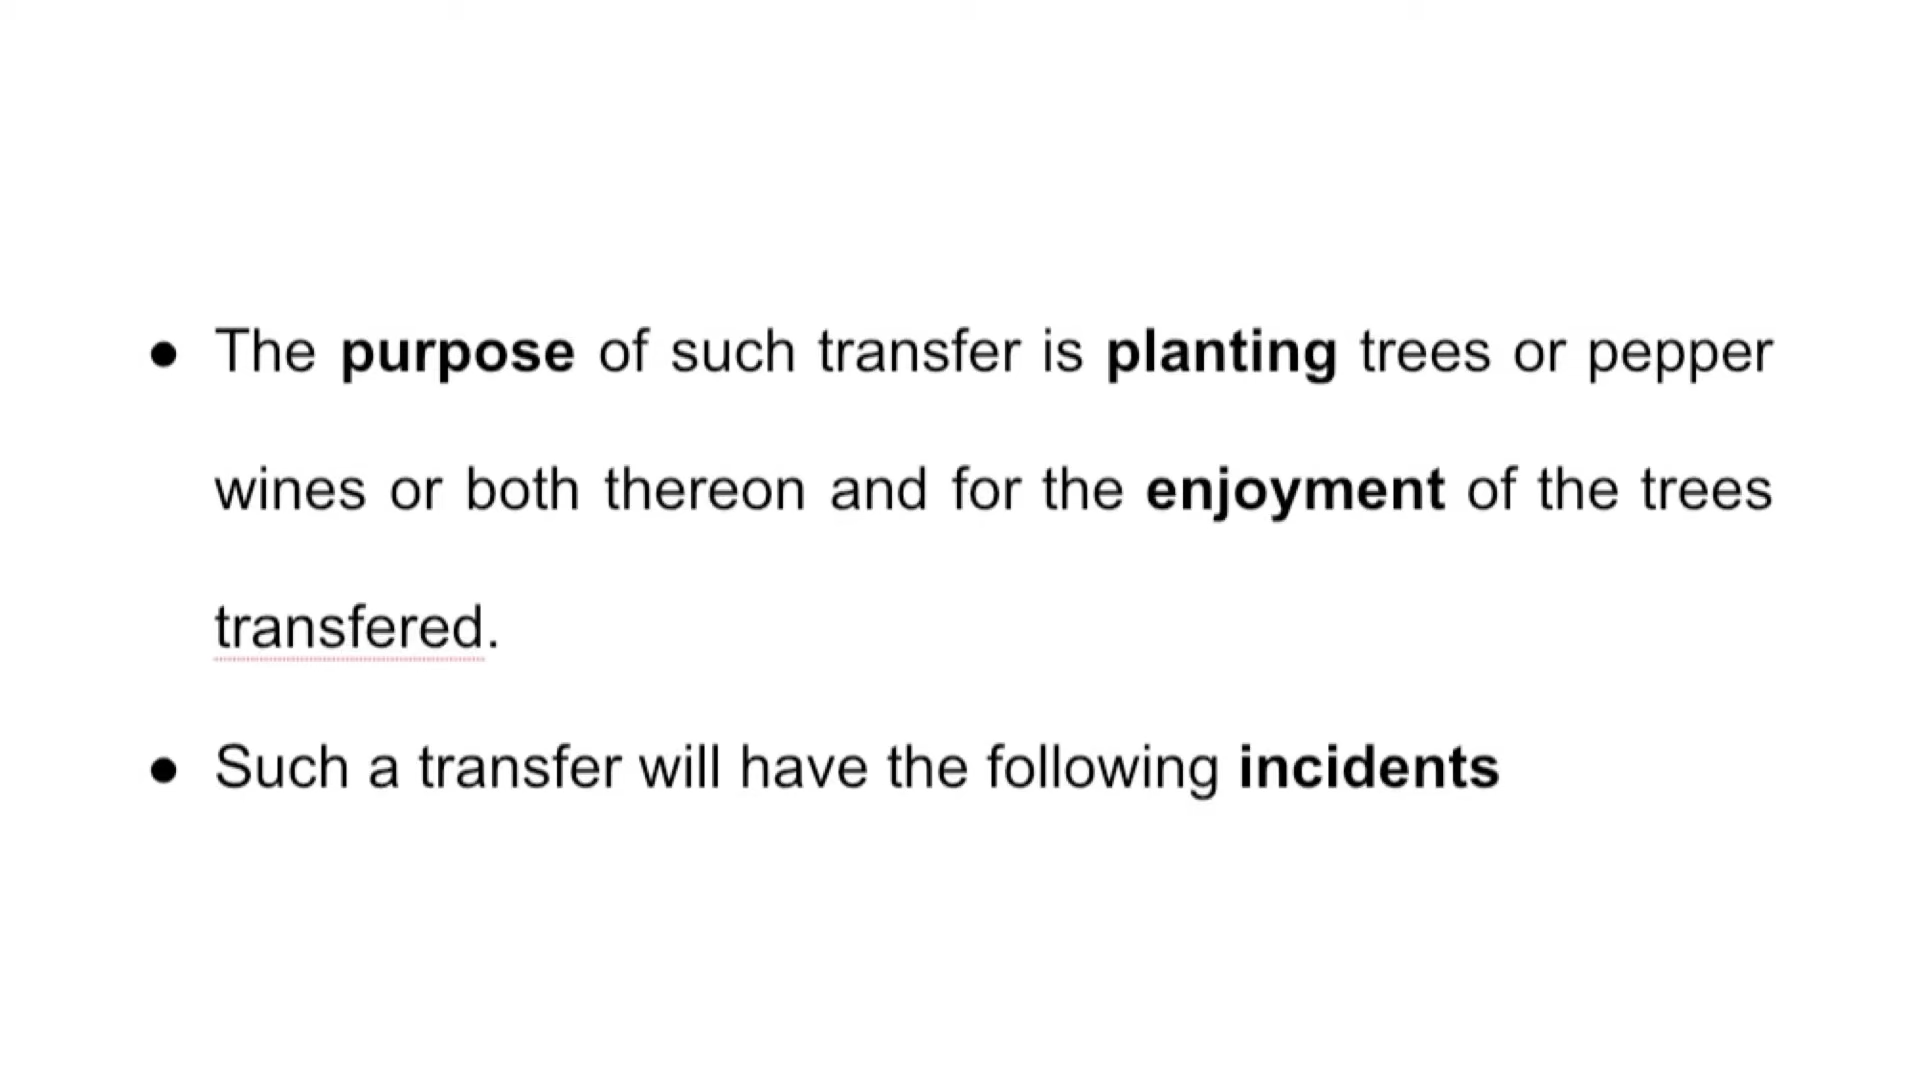 ● The purpose of such transfer is planting trees or pepper
wines or both thereon and for the enjoyment of the trees
transfered.
● Such a transfer will have the following incidents